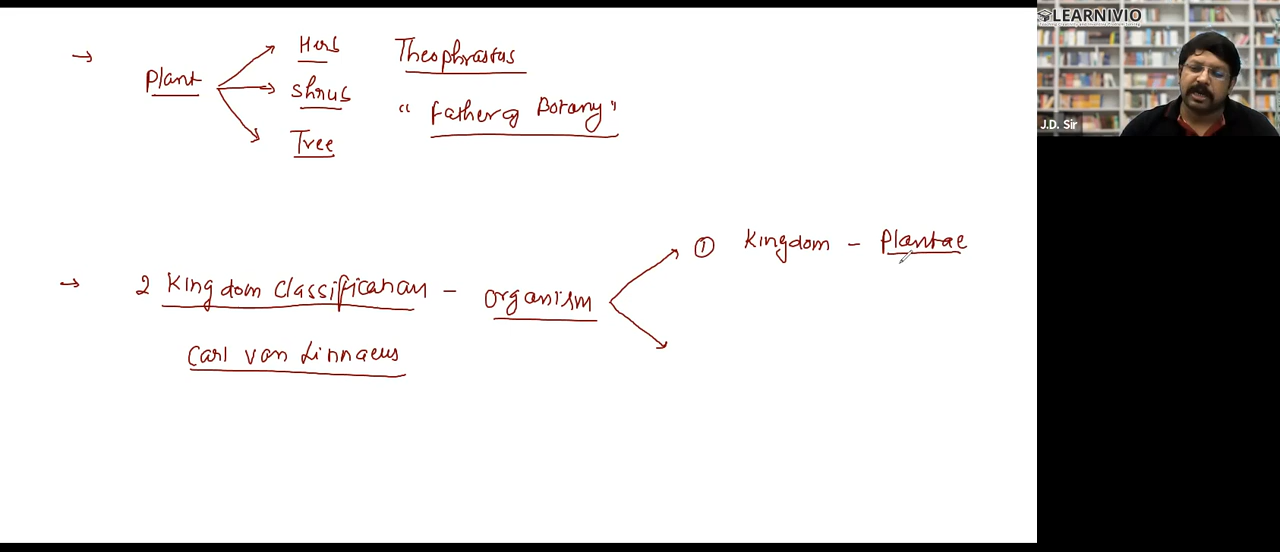 → Plant
Herb
Shrub
Tree
Theophrastus
"Father of Botany"
→ 2 Kingdom Classification - Organism
① Kingdom - Plantae
Carl von Linnaeus
LEARNIVIO
J.D. Sir